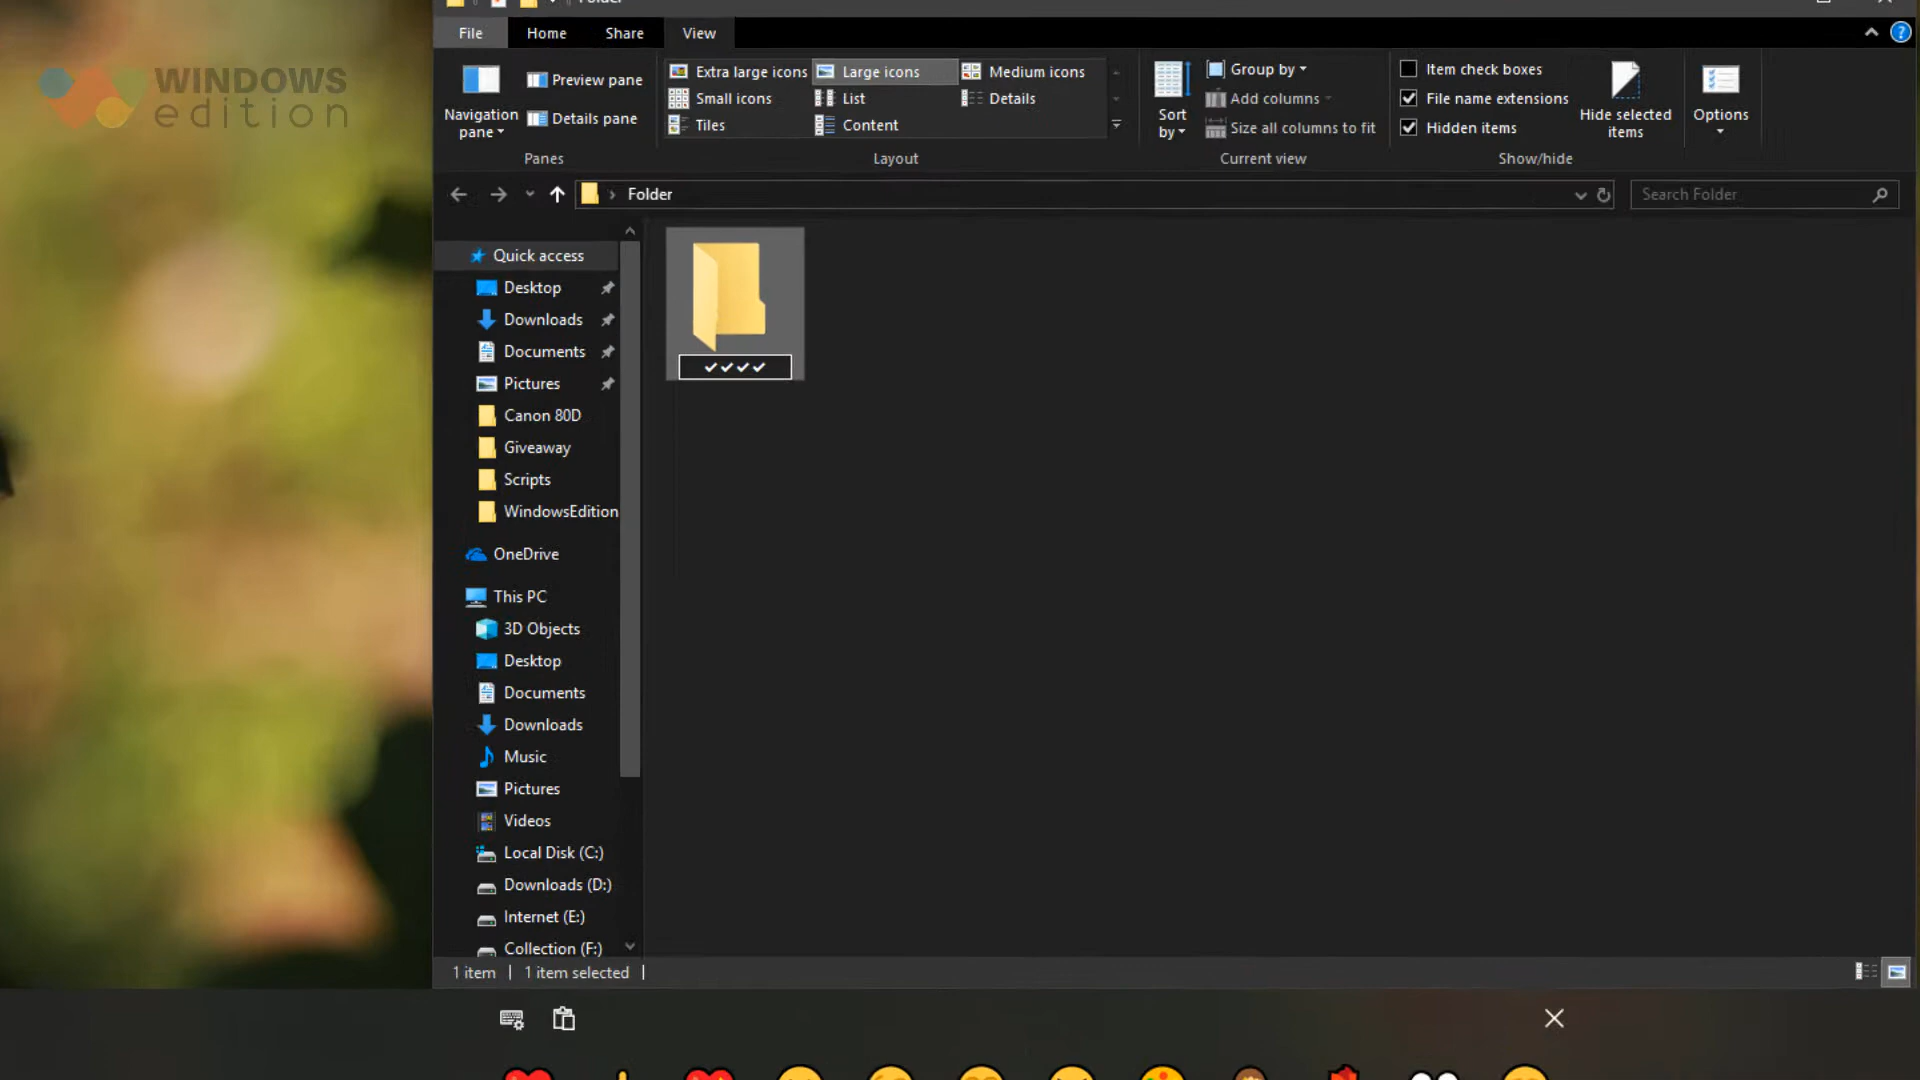 Folder
File
Home
Share
View
WINDOWS
edition
Navigation
pane
Preview pane
Details pane
Panes
Extra large icons
Large icons
Medium icons
Small icons
List
Details
Tiles
Content
Layout
Sort
by
Group by
Add columns
Size all columns to fit
Current view
Item check boxes
File name extensions
Hidden items
Hide selected
items
Show/hide
Options
Folder
Search Folder
Quick access
Desktop
Downloads
Documents
Pictures
Canon 80D
Giveaway
Scripts
WindowsEdition
OneDrive
This PC
3D Objects
Desktop
Documents
Downloads
Music
Pictures
Videos
Local Disk (C:)
Downloads (D:)
Internet (E:)
Collection (F:)
✔✔✔✔
1 item
1 item selected